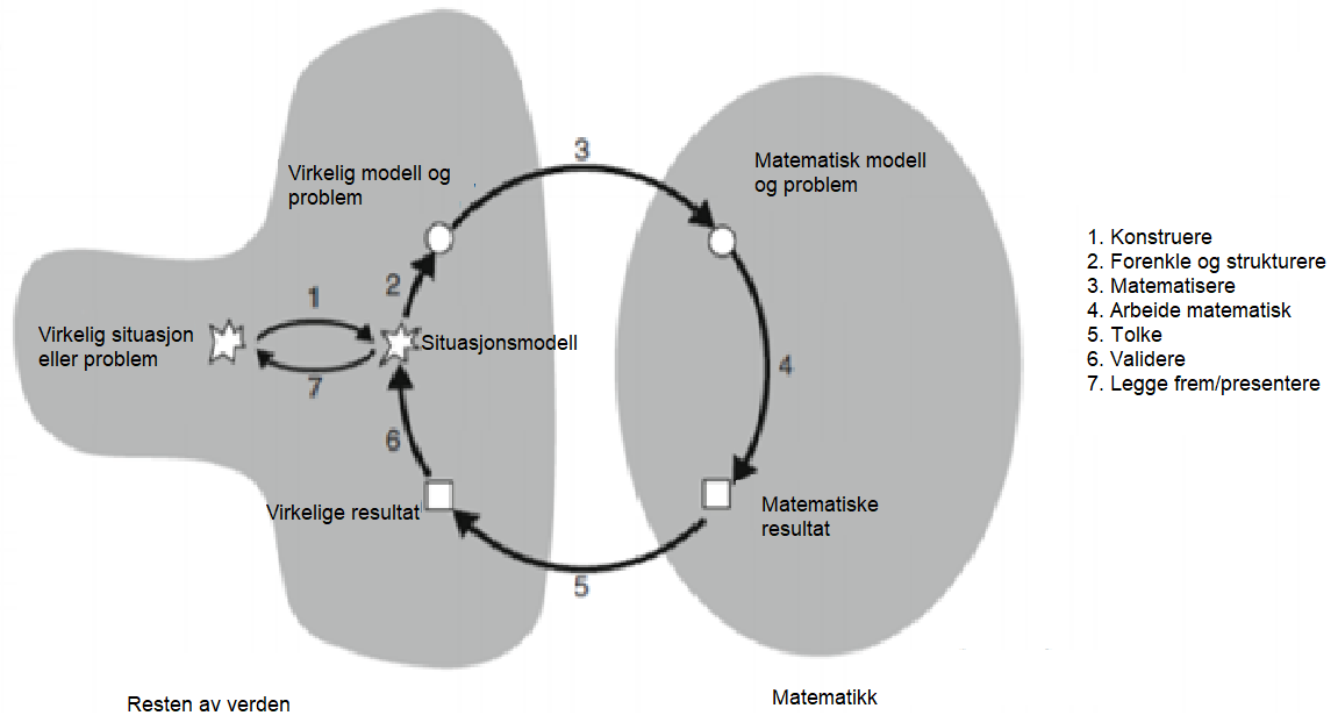 3
Virkelig modell og
problem
Matematisk modell
og problem
1. Konstruere
2. Forenkle og strukturere
3. Matematisere
4. Arbeide matematisk
5. Tolke
6. Validere
7. Legge frem/presentere
2
1
Virkelig situasjon
eller problem
Situasjonsmodell
4
7
6
Virkelige resultat
Matematiske
resultat
5
Resten av verden
Matematikk